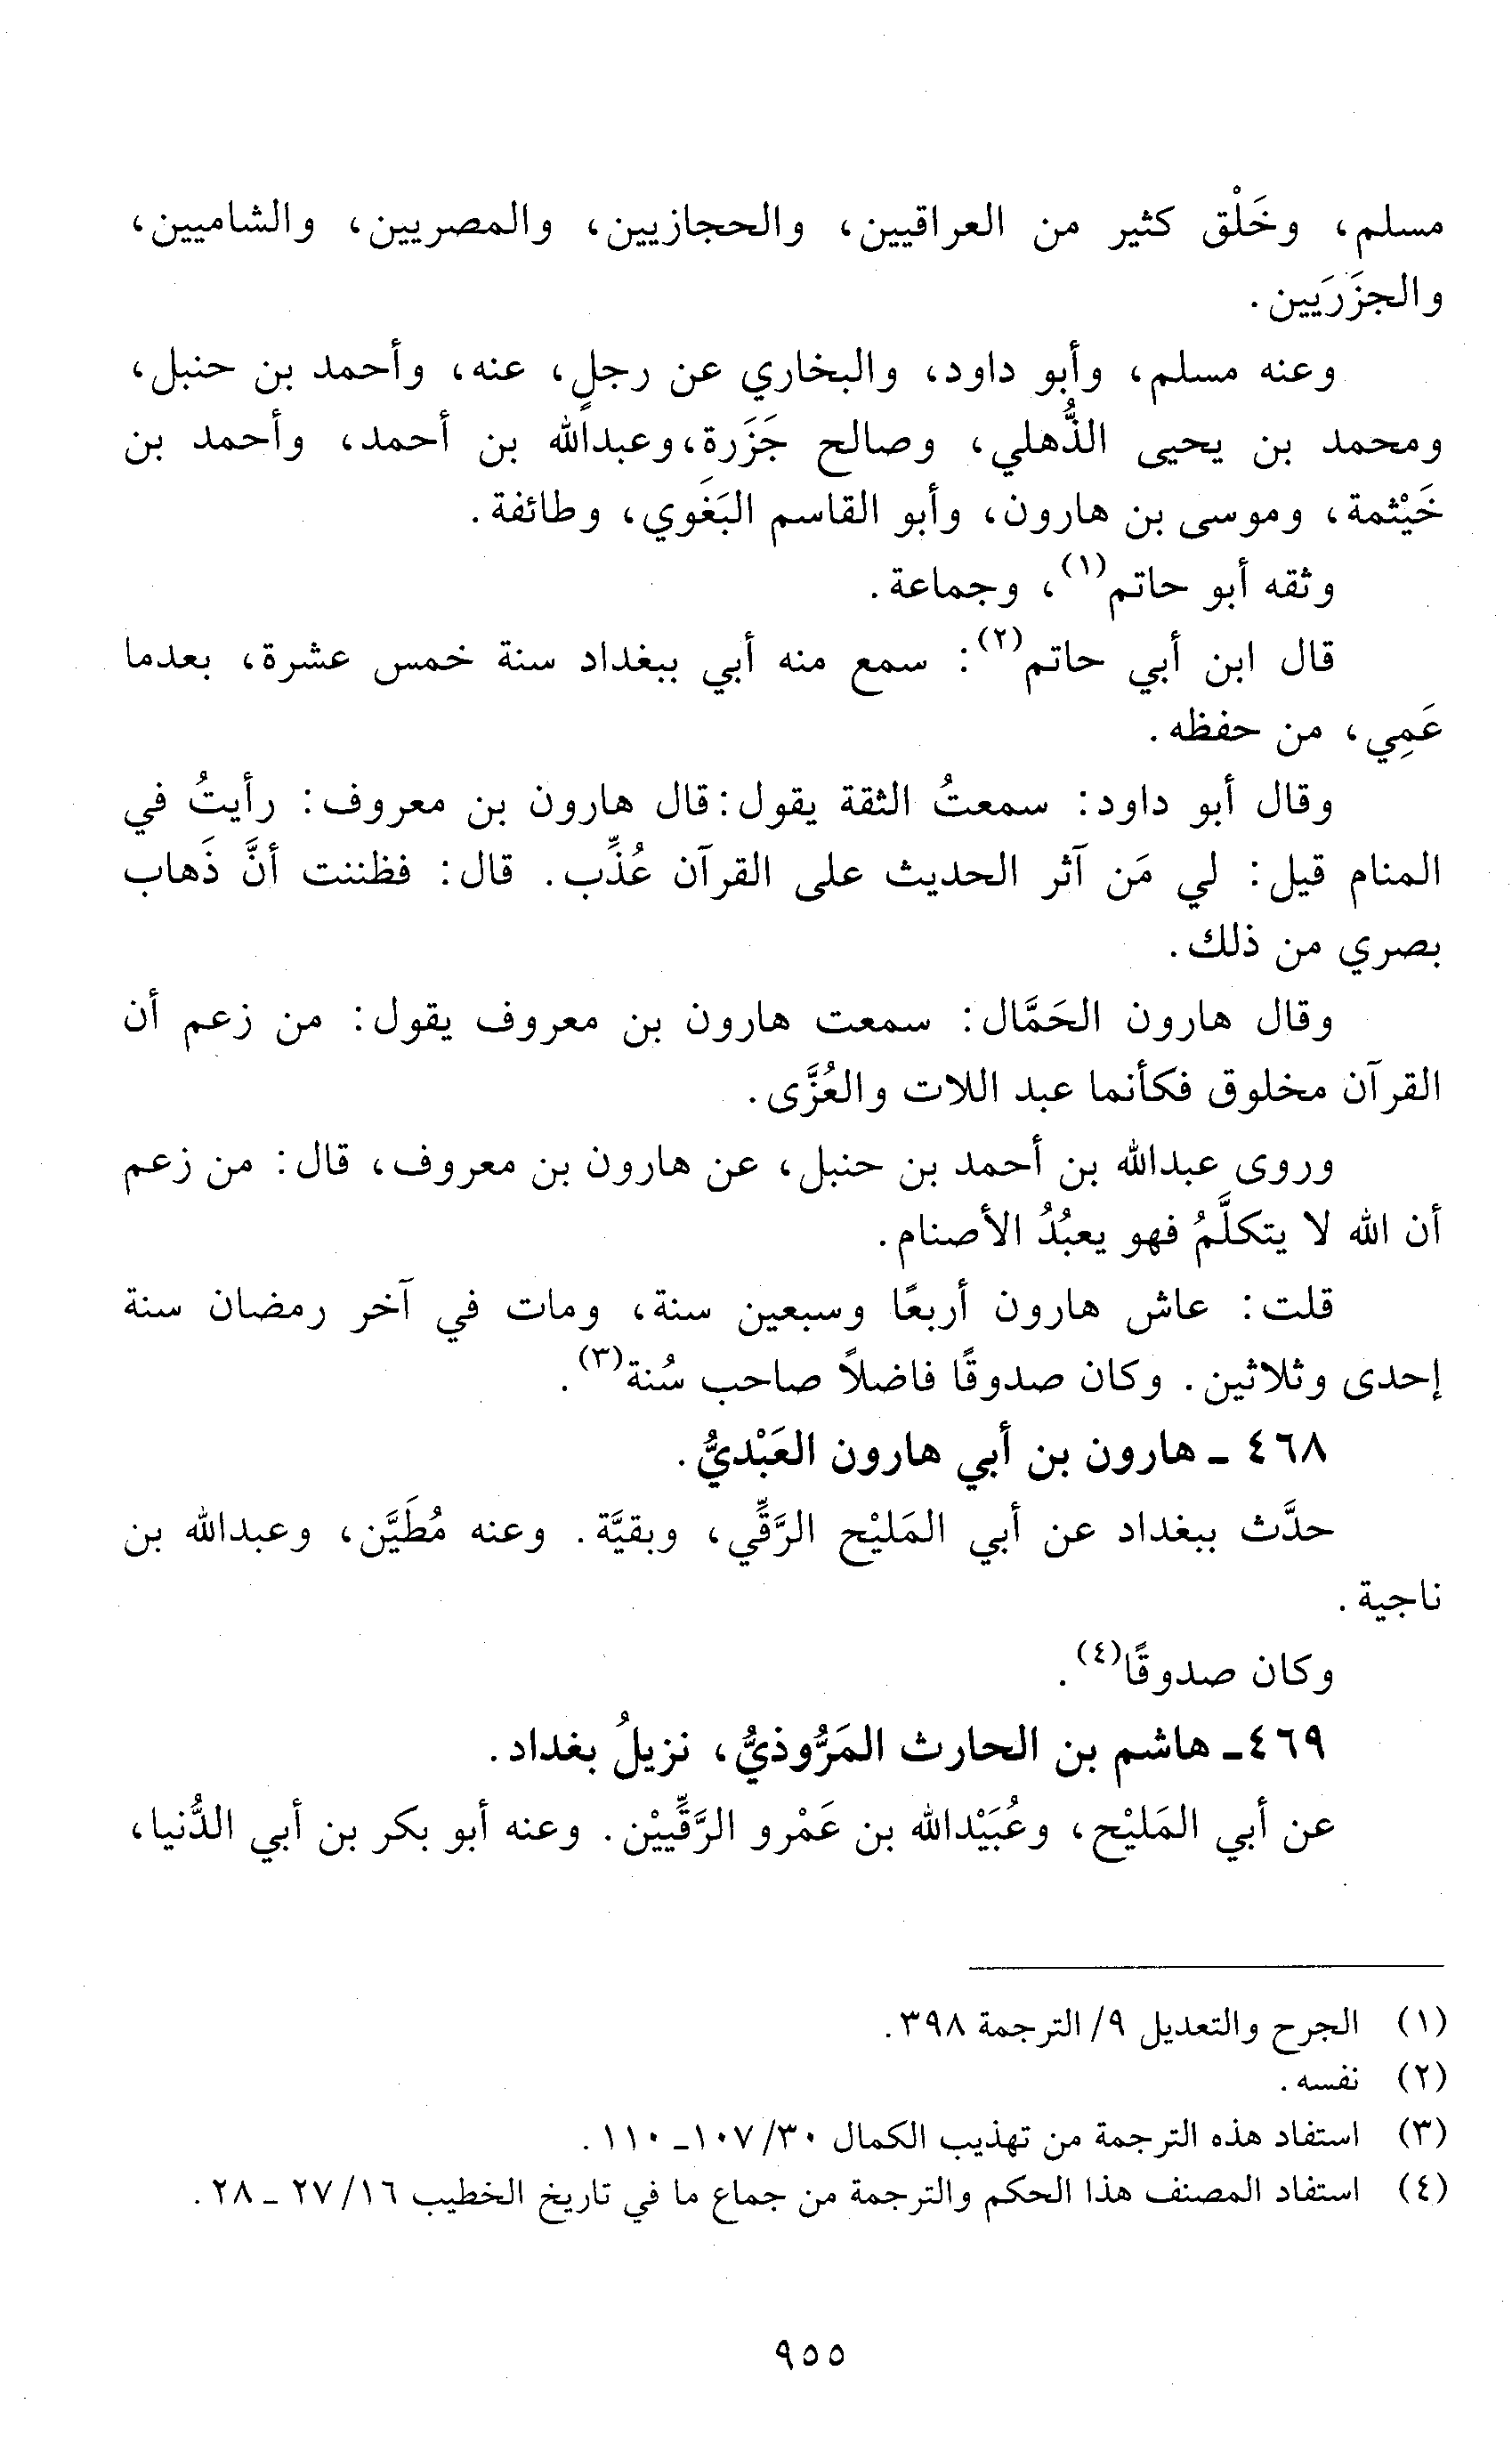 مسلم، وخَلْق كثير من العراقيين، والحجازيين، والمصريين، والشاميين،
والجزَرَيين.
وعنه مسلم، وأبو داود، والبخاري عن رجلٍ، عنه، وأحمد بن حنبل،
ومحمد بن يحيى الذُّهلي، وصالح جَزَرة،وعبدالله بن أحمد، وأحمد بن
خَيْثمة، وموسى بن هارون، وأبو القاسم البَغَوي، وطائفة.
وثقه أبو حاتم(١)، وجماعة.
قال ابن أبي حاتم(٢): سمع منه أبي ببغداد سنة خمس عشرة، بعدما
عَمِي، من حفظه.
وقال أبو داود: سمعتُ الثقة يقول:قال هارون بن معروف: رأيتُ في
المنام قيل: لي مَن آثر الحديث على القرآن عُذِّب. قال: فظننت أنَّ ذَهاب
بصري من ذلك.
وقال هارون الحَمَّال: سمعت هارون بن معروف يقول: من زعم أن
القرآن مخلوق فكأنما عبد اللات والعُزَّى.
وروى عبدالله بن أحمد بن حنبل، عن هارون بن معروف، قال: من زعم
أن الله لا يتكلَّمُ فهو يعبُدُ الأصنام.
قلت: عاش هارون أربعًا وسبعين سنة، ومات في آخر رمضان سنة
إحدى وثلاثين. وكان صدوقًا فاضلاً صاحب سُنة(٣).
٤٦٨ - هارون بن أبي هارون العَبْديُّ.
حدَّث ببغداد عن أبي المَليْح الرَّقِّي، وبقيَّة. وعنه مُطَيَّن، وعبدالله بن
ناجية.
وكان صدوقًا(٤).
٤٦٩- هاشم بن الحارث المَرُّوذيُّ، نزيلُ بغداد.
عن أبي المَليْح، وعُبَيْدالله بن عَمْرو الرَّقِّييْن. وعنه أبو بكر بن أبي الدُّنيا،
(١) الجرح والتعديل ٩/ الترجمة ٣٩٨.
(٢) نفسه.
(٣) استفاد هذه الترجمة من تهذيب الكمال ٣٠/ ١٠٧- ١١٠.
(٤) استفاد المصنف هذا الحكم والترجمة من جماع ما في تاريخ الخطيب ١٦/ ٢٧ - ٢٨.
٩٥٥